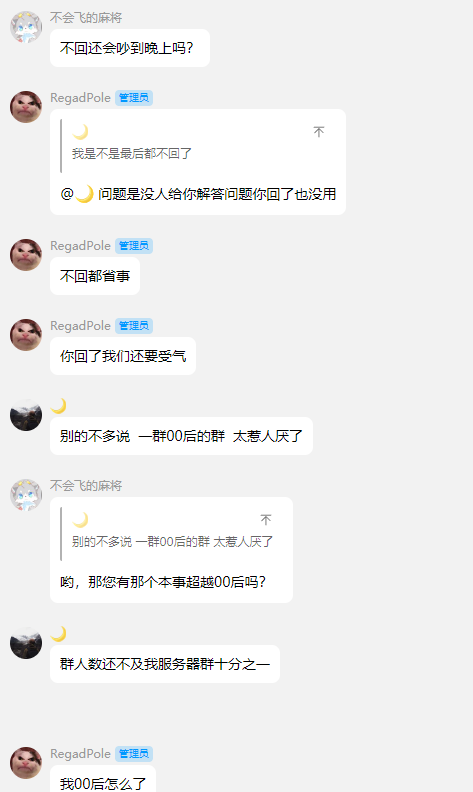 不会飞的麻将
不回还会吵到晚上吗？
RegadPole 管理员
🌙
我是不是最后都不回了
@🌙 问题是没人给你解答问题你回了也没用
RegadPole 管理员
不回都省事
RegadPole 管理员
你回了我们还要受气
🌙
别的不多说 一群00后的群 太惹人厌了
不会飞的麻将
🌙
别的不多说 一群00后的群 太惹人厌了
哟，那您有那个本事超越00后吗？
🌙
群人数还不及我服务器群十分之一
RegadPole 管理员
我00后怎么了